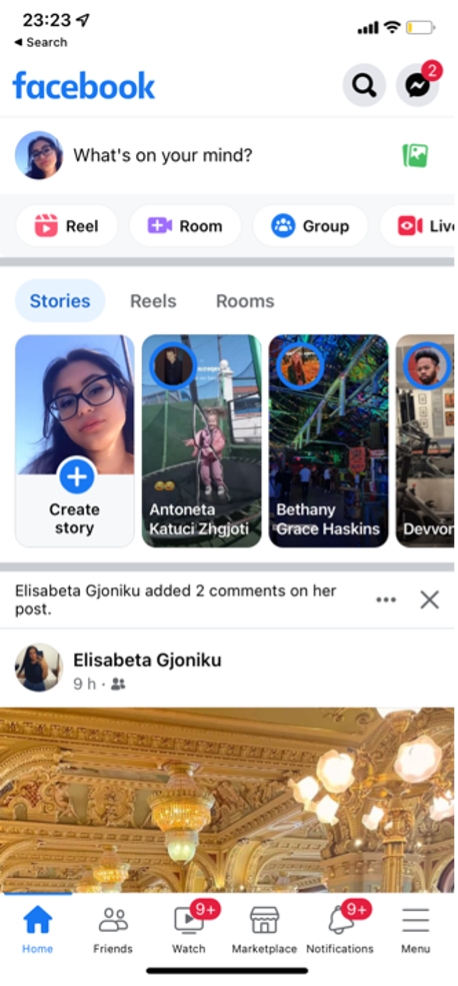 23:23
◄ Search
facebook
2
What's on your mind?
Reel
Room
Group
Stories
Reels
Rooms
Create
story
Antoneta
Katuci Zhgjoti
Bethany
Grace Haskins
Elisabeta Gjoniku added 2 comments on her
post.
Elisabeta Gjoniku
9 h ·
9+
9+
Home
Friends
Watch
Marketplace
Notifications
Menu